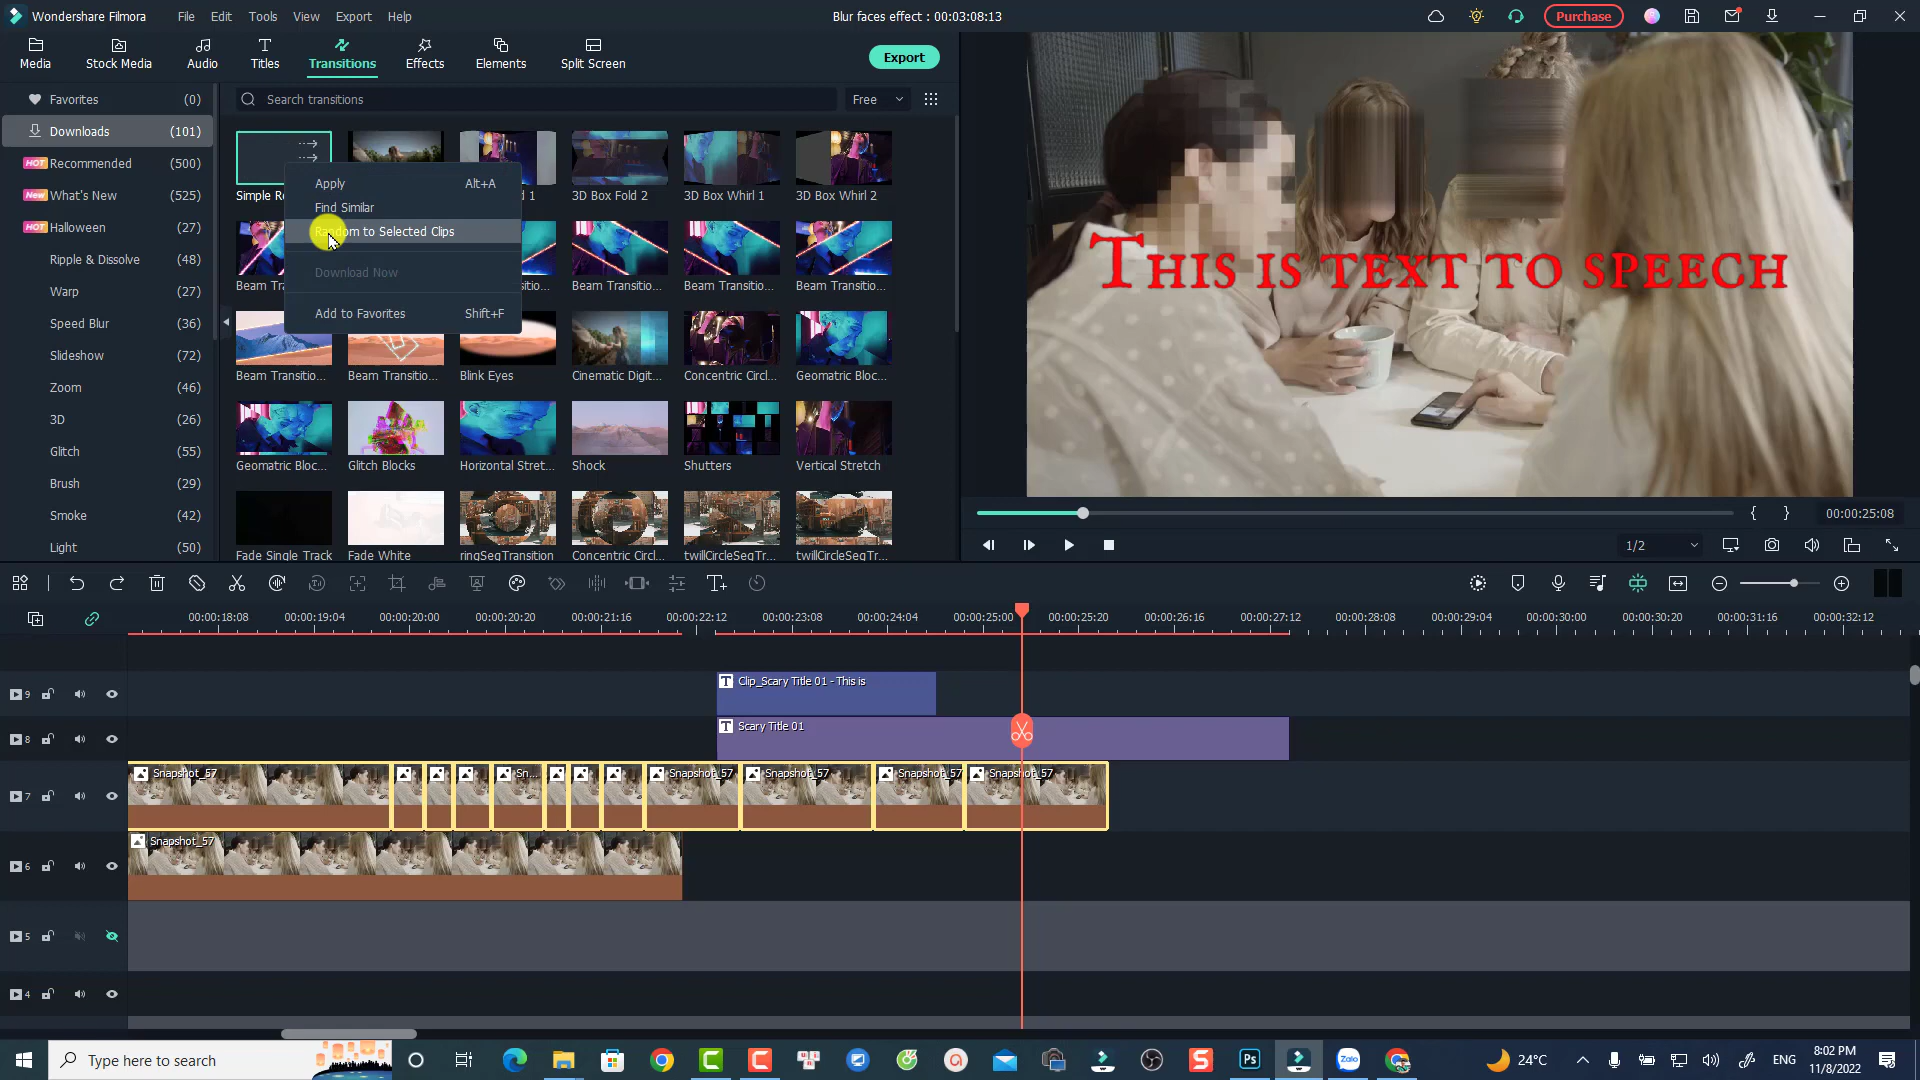 Wondershare Filmora
File Edit Tools View Export Help
Blur faces effect : 00:03:08:13
Purchase
Media Stock Media Audio Titles Transitions Effects Elements Split Screen
Export
Favorites (0)
Search transitions
Free
Downloads (101)
HOT Recommended (500)
New What's New (525)
HOT Halloween (27)
Ripple & Dissolve (48)
Warp (27)
Speed Blur (36)
Slideshow (72)
Zoom (46)
3D (26)
Glitch (55)
Brush (29)
Smoke (42)
Light (50)
3D Box Fold 2 3D Box Whirl 1 3D Box Whirl 2
Apply Alt+A
Find Similar
Random to Selected Clips
Download Now
Add to Favorites Shift+F
Beam Transitio... Beam Transitio... Beam Transitio...
Beam Transitio... Beam Transitio... Blink Eyes Cinematic Digit... Concentric Circl... Geomatric Bloc...
Geomatric Bloc... Glitch Blocks Horizontal Stret... Shock Shutters Vertical Stretch
Fade Single Track Fade White ringSegTransition Concentric Circl... twillCircleSegTr... twillCircleSegTr...
This is text to speech
00:00:25:08
1/2
00:00:18:08 00:00:19:04 00:00:20:00 00:00:20:20 00:00:21:16 00:00:22:12 00:00:23:08 00:00:24:04 00:00:25:00 00:00:25:20 00:00:26:16 00:00:27:12 00:00:28:08 00:00:29:04 00:00:30:00 00:00:30:20 00:00:31:16 00:00:32:12
9
T Clip_Scary Title 01 - This is
8
T Scary Title 01
7
Snapshot_57 Sn... Snapshot_57 Snapshot_57 Snapshot_57 Snapshot_57
6
Snapshot_57
5
4
Type here to search
Ps
Zalo
24°C
ENG
8:02 PM
11/8/2022